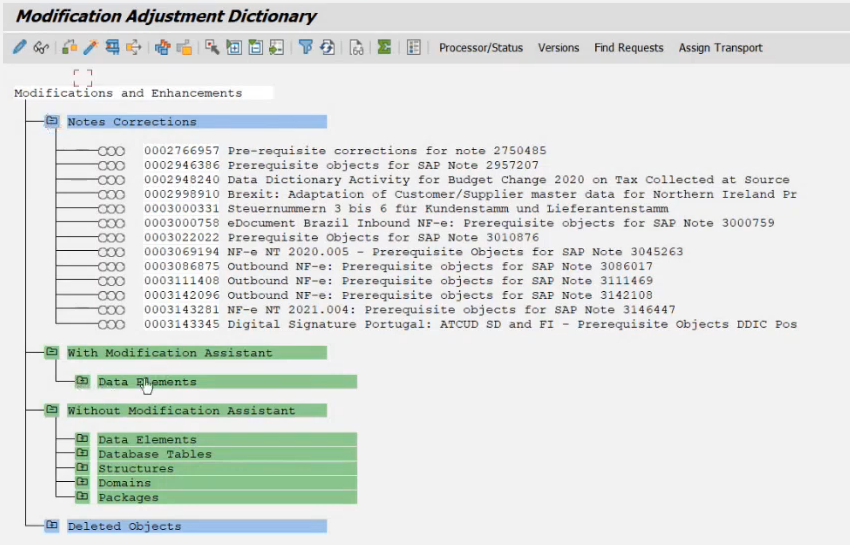 Modification Adjustment Dictionary
Processor/Status Versions Find Requests Assign Transport
Modifications and Enhancements
Notes Corrections
0002766957 Pre-requisite corrections for note 2750485
0002946386 Prerequisite objects for SAP Note 2957207
0002948240 Data Dictionary Activity for Budget Change 2020 on Tax Collected at Source
0002998910 Brexit: Adaptation of Customer/Supplier master data for Northern Ireland Pr
0003000331 Steuernummern 3 bis 6 für Kundenstamm und Lieferantenstamm
0003000758 eDocument Brazil Inbound NF-e: Prerequisite objects for SAP Note 3000759
0003022022 Prerequisite Objects for SAP Note 3010876
0003069194 NF-e NT 2020.005 - Prerequisite Objects for SAP Note 3045263
0003086875 Outbound NF-e: Prerequisite objects for SAP Note 3086017
0003111408 Outbound NF-e: Prerequisite objects for SAP Note 3111469
0003142096 Outbound NF-e: Prerequisite objects for SAP Note 3142108
0003143281 NF-e NT 2021.004: Prerequisite objects for SAP Note 3146447
0003143345 Digital Signature Portugal: ATCUD SD and FI - Prerequisite Objects DDIC Pos
With Modification Assistant
Data Elements
Without Modification Assistant
Data Elements
Database Tables
Structures
Domains
Packages
Deleted Objects